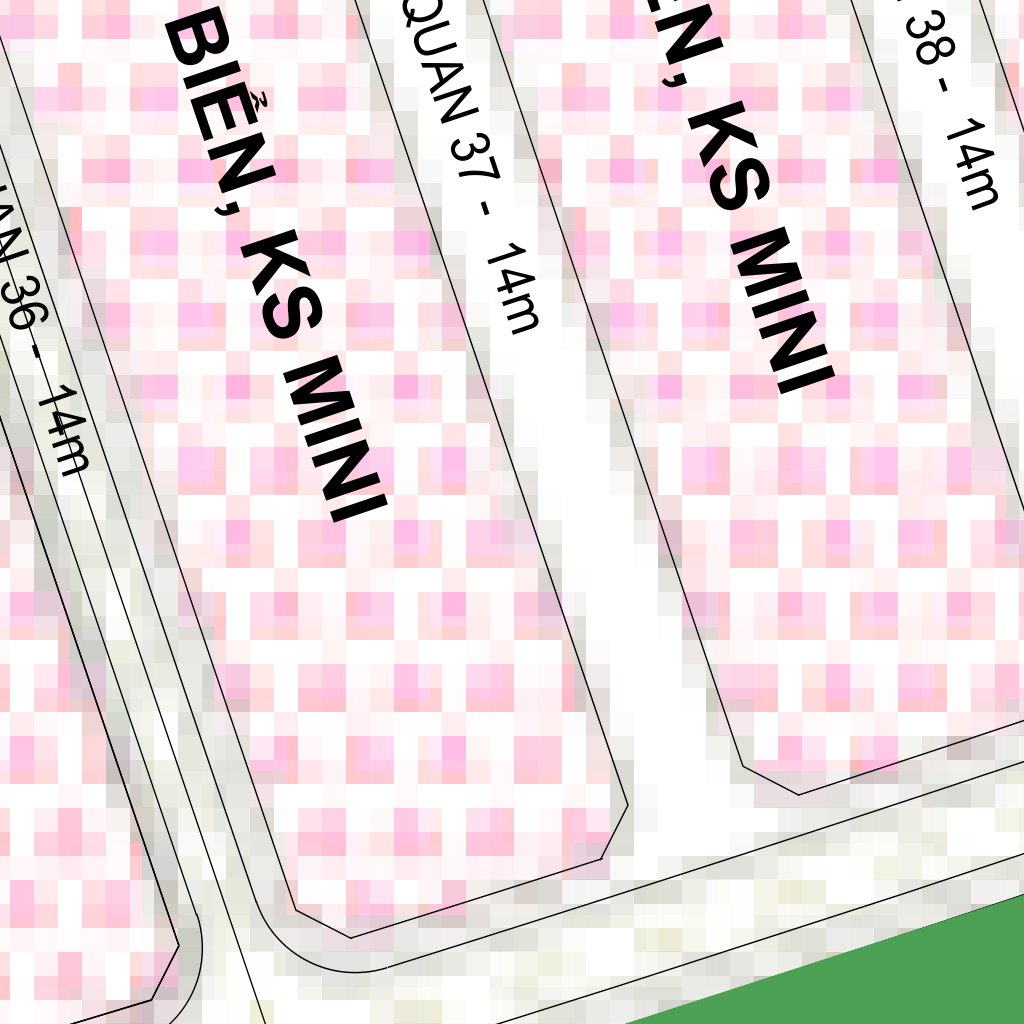 36 - 14m
BIỂN, KS MINI
QUAN 37 - 14m
KS MINI
38 - 14m